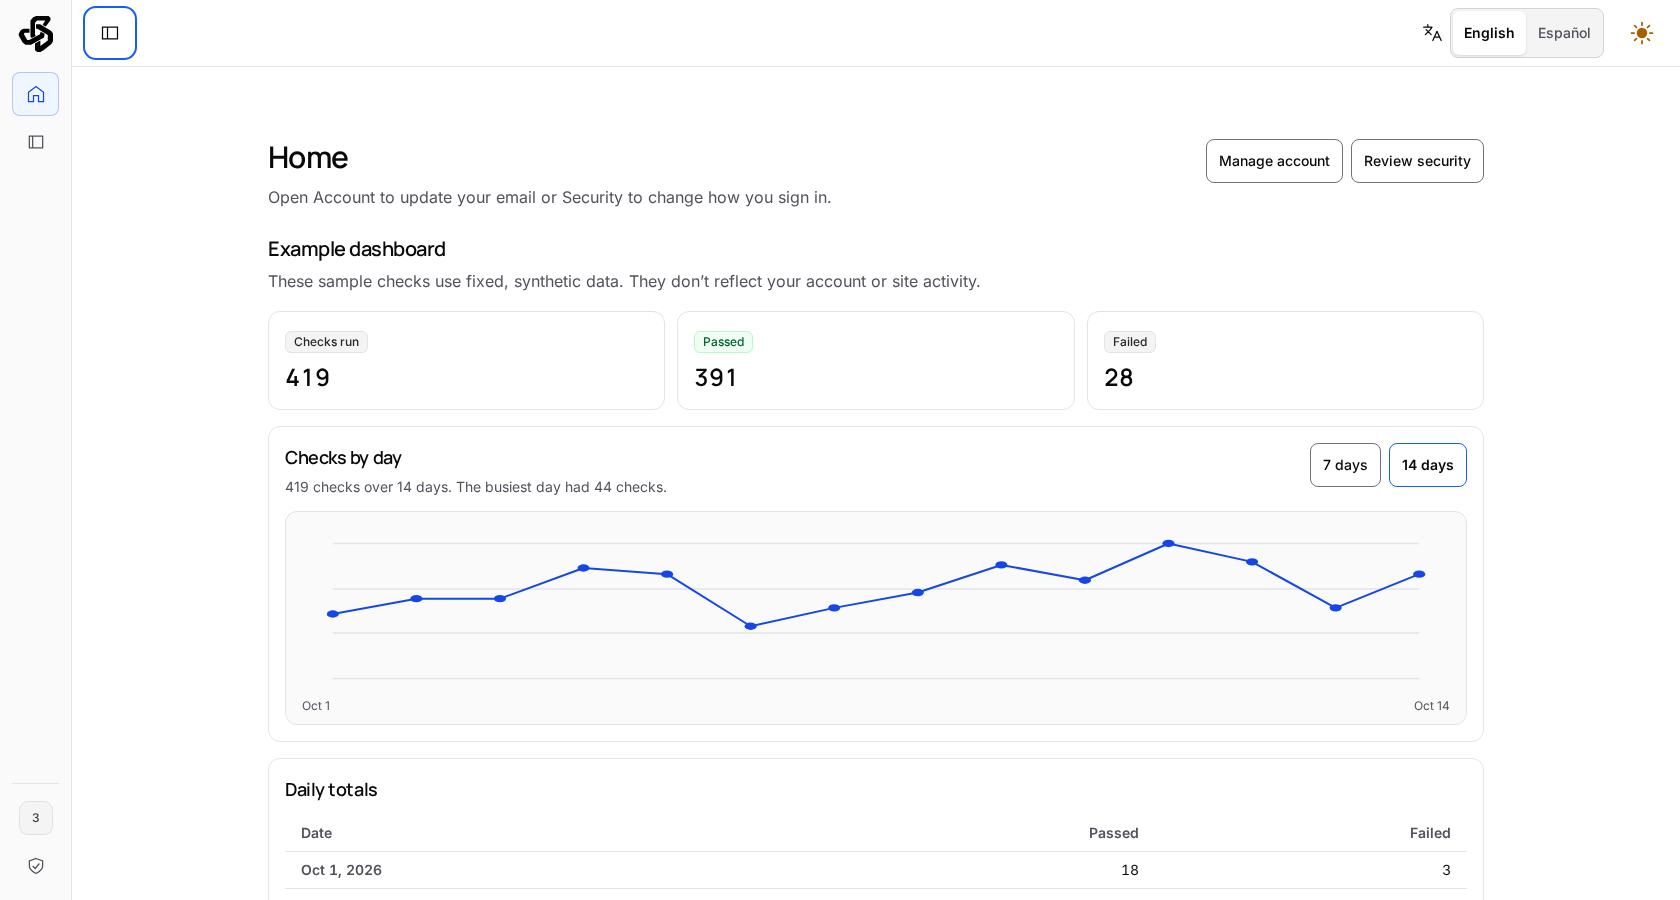 English Español
Home
Manage account Review security
Open Account to update your email or Security to change how you sign in.
Example dashboard
These sample checks use fixed, synthetic data. They don’t reflect your account or site activity.
Checks run Passed Failed
419 391 28
Checks by day
7 days 14 days
419 checks over 14 days. The busiest day had 44 checks.
Oct 1 Oct 14
Daily totals
3
Date Passed Failed
Oct 1, 2026 18 3